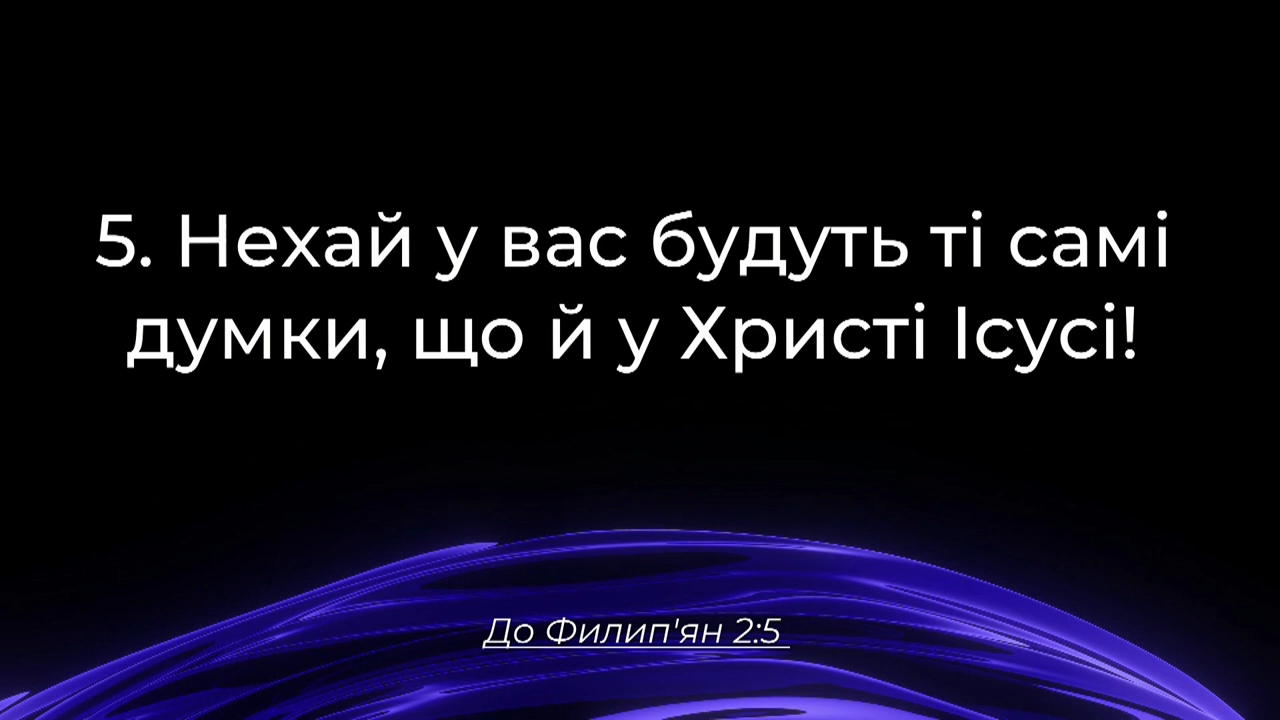 5. Нехай у вас будуть ті самі
думки, що й у Христі Ісусі!
До Филип'ян 2:5